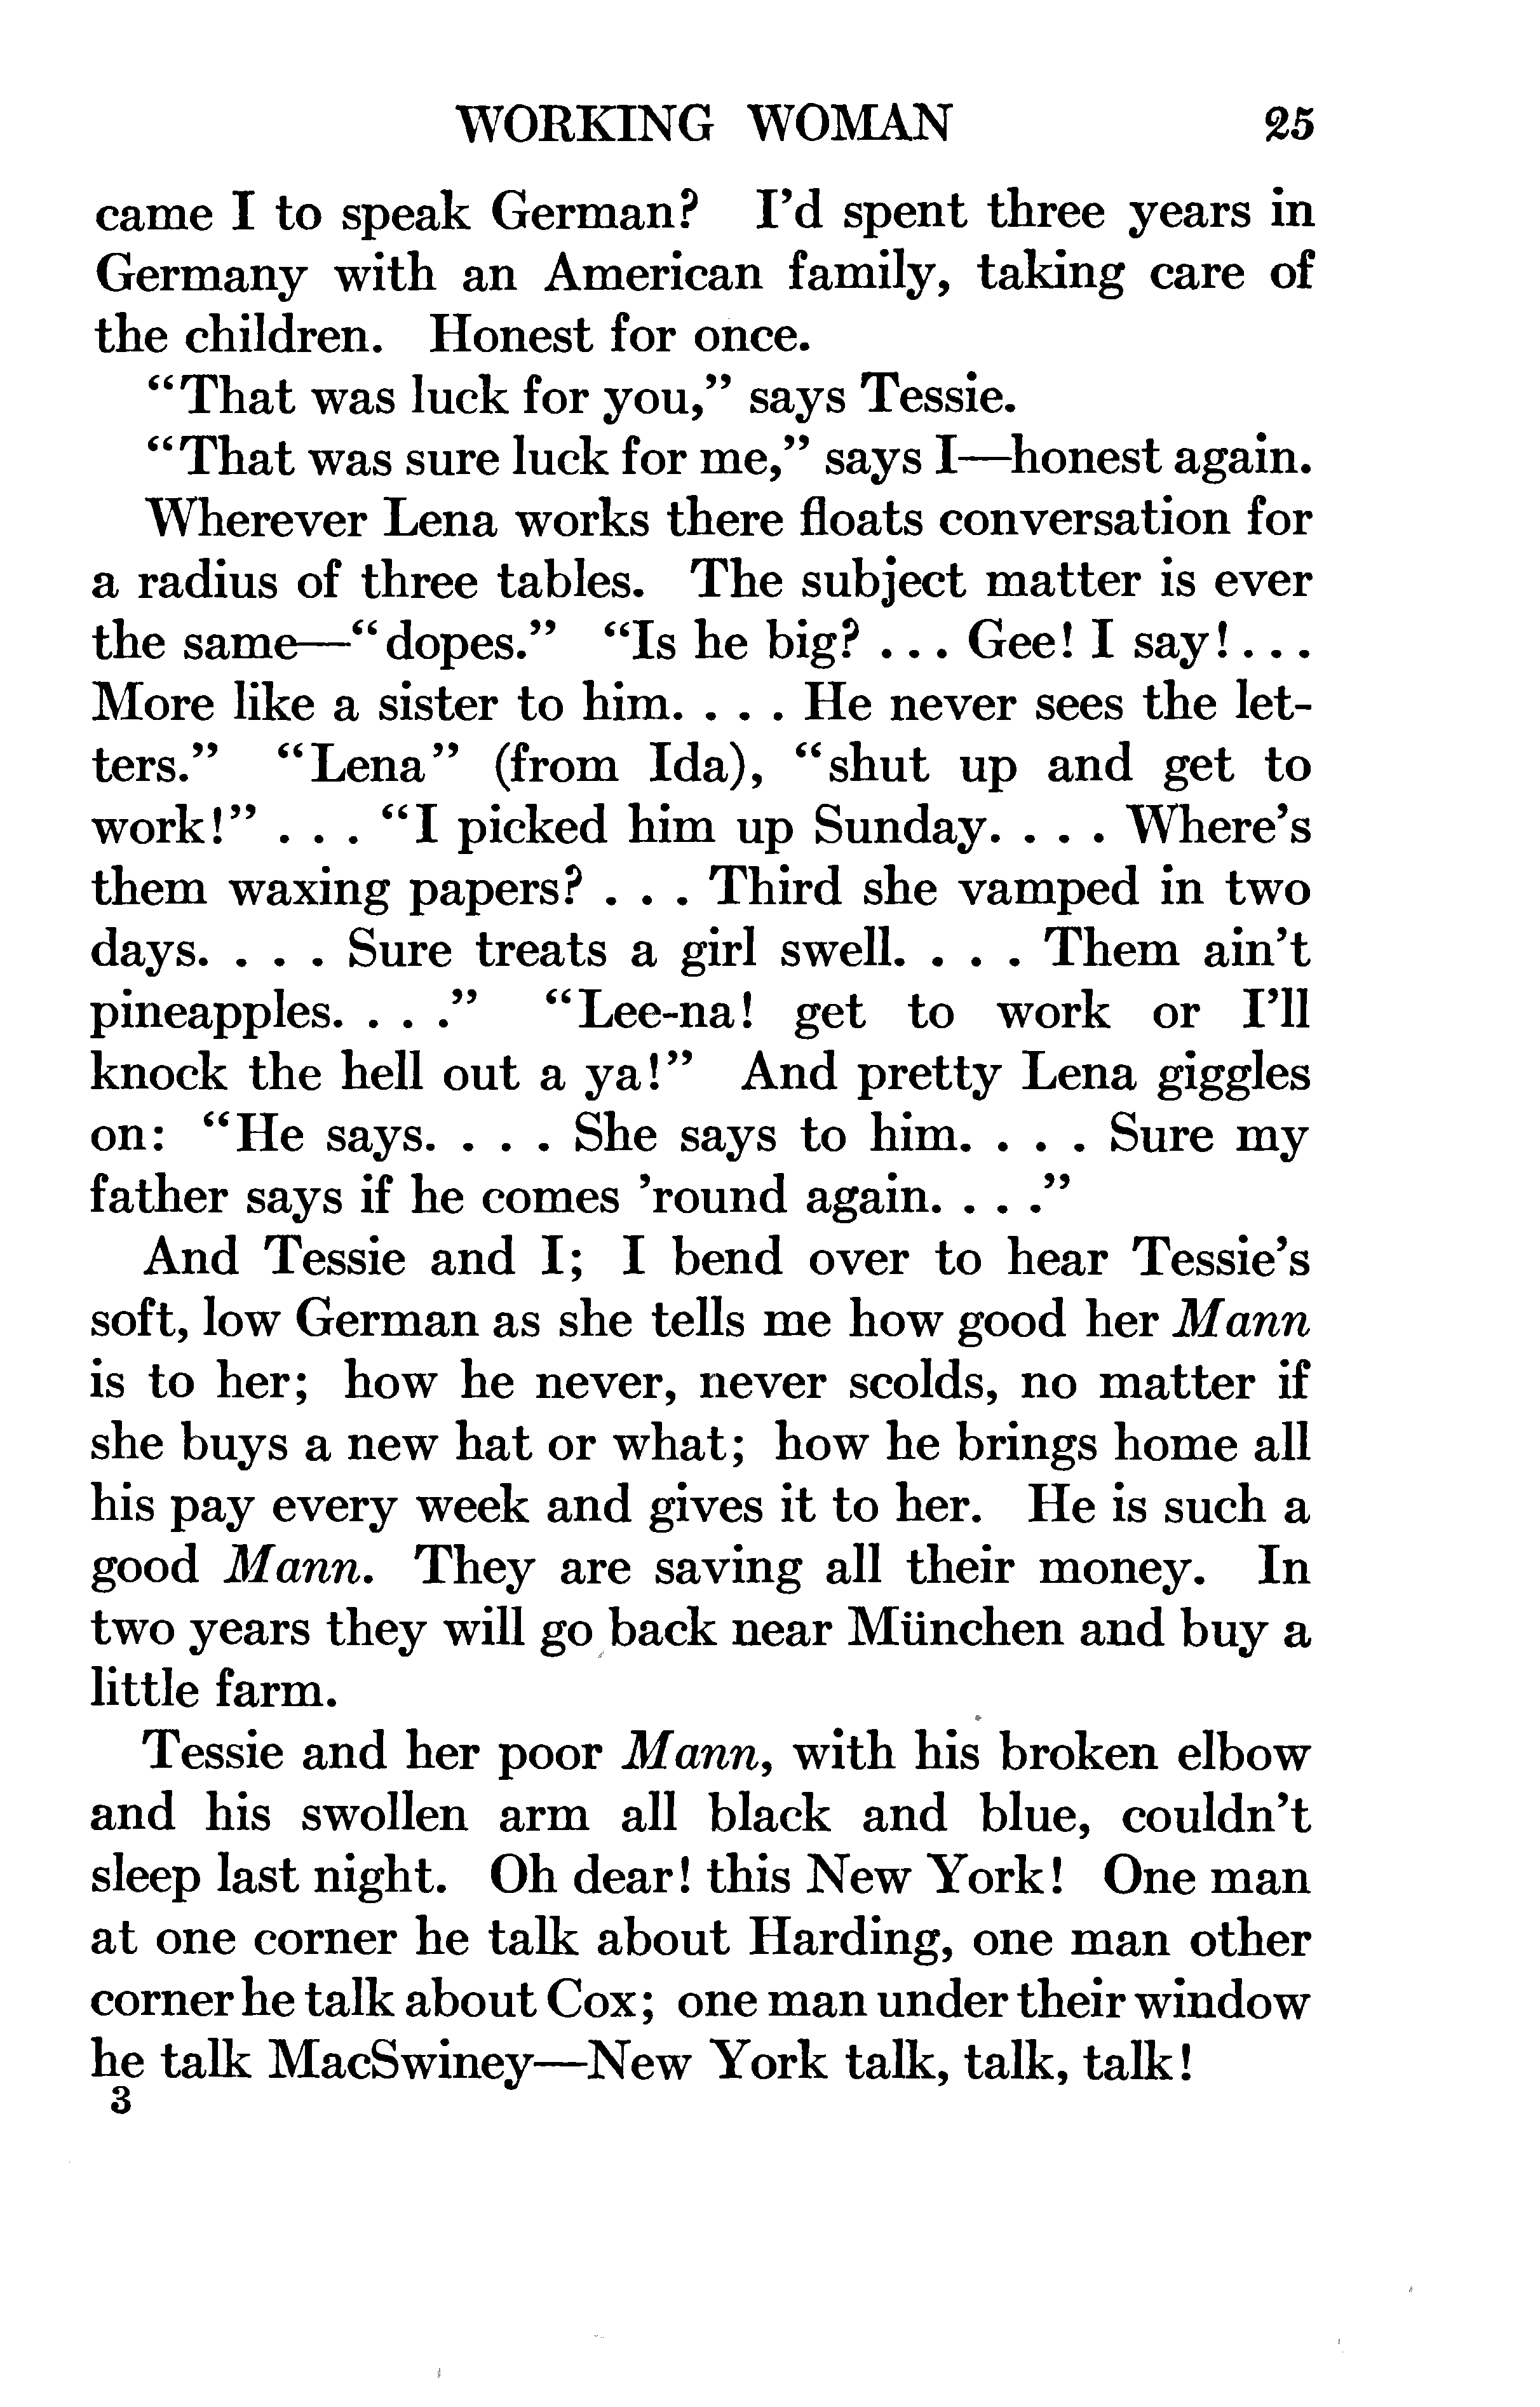 WORKING WOMAN 25
came I to speak German? I’d spent three years in
Germany with an American family, taking care of
the children. Honest for once.
“That was luck for you,” says Tessie.
“That was sure luck for me,” says I—honest again.
Wherever Lena works there floats conversation for
a radius of three tables. The subject matter is ever
the same—“dopes.” “Is he big? . . . Gee! I say! . . .
More like a sister to him. . . . He never sees the let-
ters.” “Lena” (from Ida), “shut up and get to
work!” . . . “I picked him up Sunday. . . . Where’s
them waxing papers? . . . Third she vamped in two
days. . . . Sure treats a girl swell. . . . Them ain’t
pineapples. . . .” “Lee-na! get to work or I’ll
knock the hell out a ya!” And pretty Lena giggles
on: “He says. . . . She says to him. . . . Sure my
father says if he comes ’round again. . . .”
And Tessie and I; I bend over to hear Tessie’s
soft, low German as she tells me how good her Mann
is to her; how he never, never scolds, no matter if
she buys a new hat or what; how he brings home all
his pay every week and gives it to her. He is such a
good Mann. They are saving all their money. In
two years they will go back near München and buy a
little farm.
Tessie and her poor Mann, with his broken elbow
and his swollen arm all black and blue, couldn’t
sleep last night. Oh dear! this New York! One man
at one corner he talk about Harding, one man other
corner he talk about Cox; one man under their window
he talk MacSwiney—New York talk, talk, talk!
3